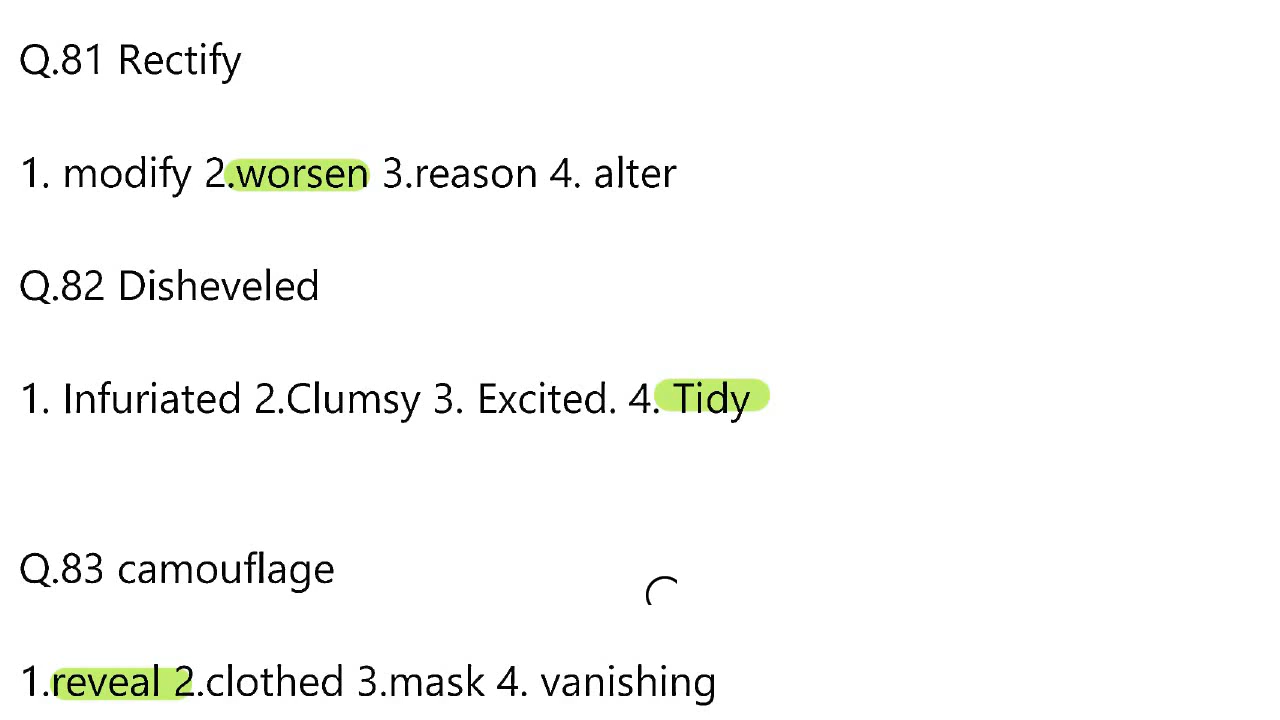 Q.81 Rectify
1. modify 2.worsen 3.reason 4. alter
Q.82 Disheveled
1. Infuriated 2.Clumsy 3. Excited. 4. Tidy
Q.83 camouflage
1.reveal 2.clothed 3.mask 4. vanishing